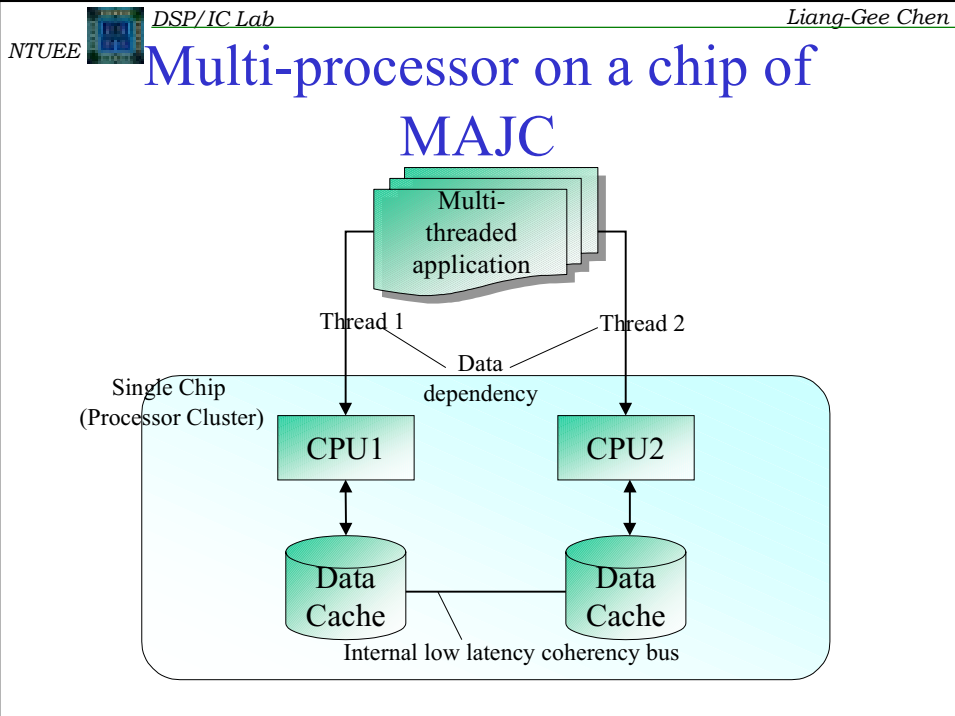 DSP/IC Lab
Liang-Gee Chen
NTUEE
Multi-processor on a chip of
MAJC
Multi-
threaded
application
Thread 1
Thread 2
Data
dependency
Single Chip
(Processor Cluster)
CPU1
CPU2
Data
Cache
Data
Cache
Internal low latency coherency bus